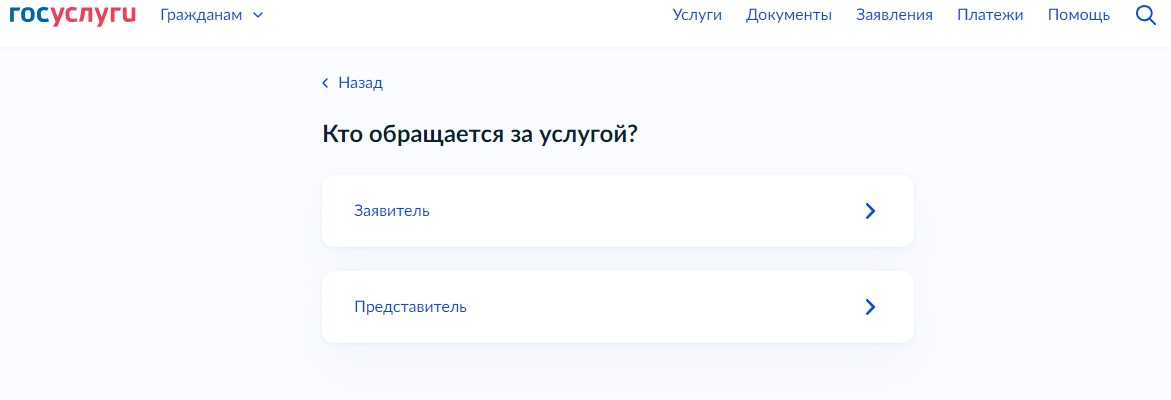 госуслуги Гражданам Услуги Документы Заявления Платежи Помощь
Назад
Кто обращается за услугой?
Заявитель
Представитель